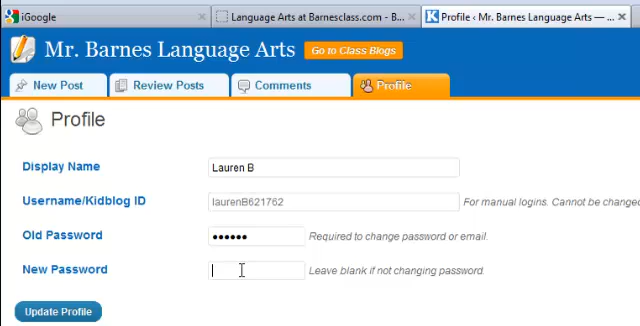 iGoogle
Language Arts at Barnesclass.com - B...
Profile ‹ Mr. Barnes Language Arts — ...
Mr. Barnes Language Arts
Go to Class Blogs
New Post
Review Posts
Comments
Profile
Profile
Display Name
Lauren B
Username/Kidblog ID
laurenB621762
For manual logins. Cannot be changed
Old Password
••••••
Required to change password or email.
New Password
Leave blank if not changing password.
Update Profile